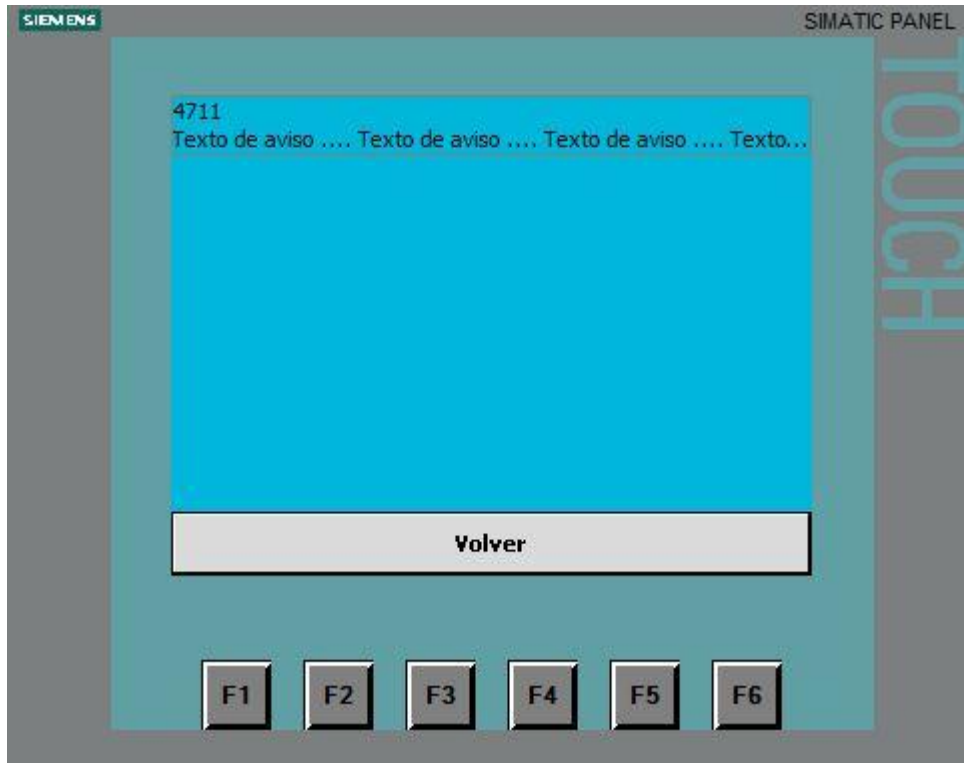 SIEMENS
SIMATIC PANEL
TOUCH
4711
Texto de aviso .... Texto de aviso .... Texto de aviso .... Texto...
Volver
F1 F2 F3 F4 F5 F6